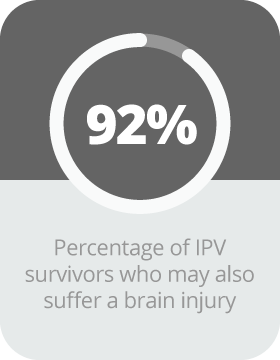 92%
Percentage of IPV
survivors who may also
suffer a brain injury